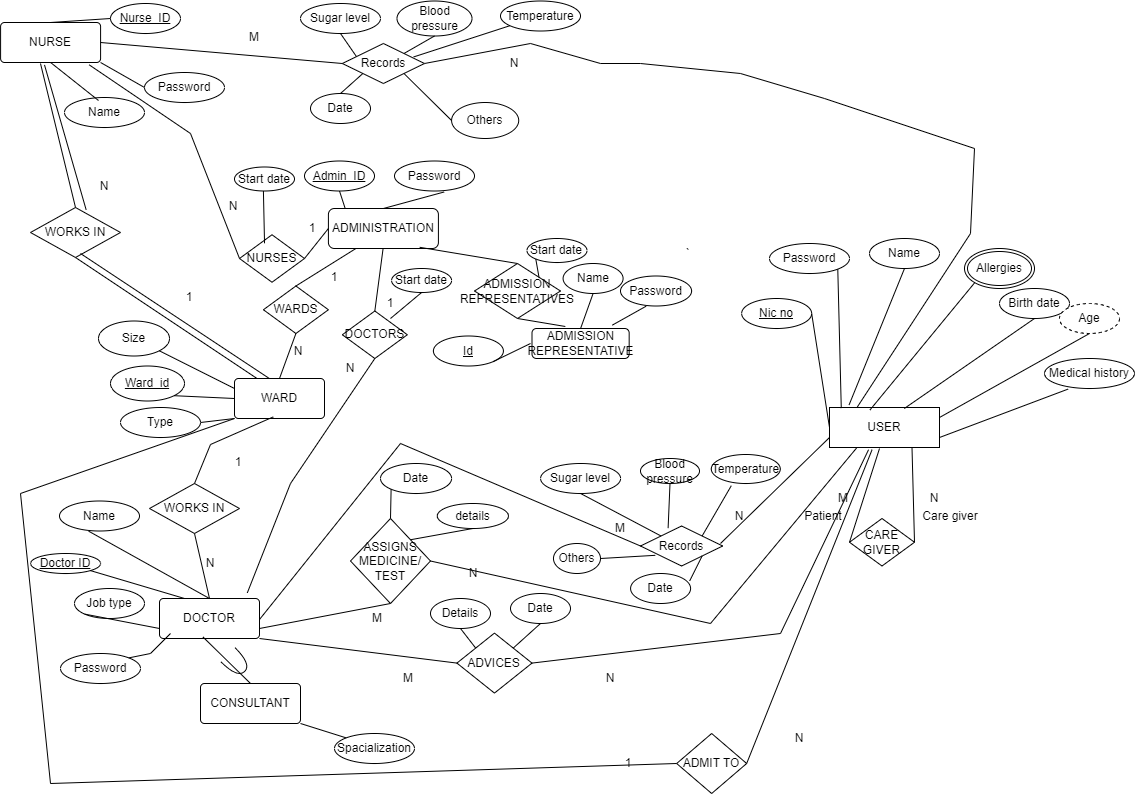 Nurse_ID
Sugar level
Blood
pressure
Temperature
NURSE
M
Records
N
Password
Name
Date
Others
N
Start date
Admin_ID
Password
N
WORKS IN
1
ADMINISTRATION
NURSES
Start date
`
Password
Name
Allergies
1
Start date
ADMISSION
REPRESENTATIVES
Name
Password
1
WARDS
1
DOCTORS
Nic no
Birth date
Age
Size
N
Id
ADMISSION
REPRESENTATIVE
Ward_id
N
Medical history
WARD
Type
USER
1
Date
Sugar level
Blood
pressure
Temperature
WORKS IN
Name
details
M
N
M
Patient
N
Care giver
ASSIGNS
MEDICINE/
TEST
Records
CARE
GIVER
Doctor ID
N
N
Others
Date
Job type
DOCTOR
M
Details
Date
Password
ADVICES
M
N
CONSULTANT
Spacialization
N
1
ADMIT TO